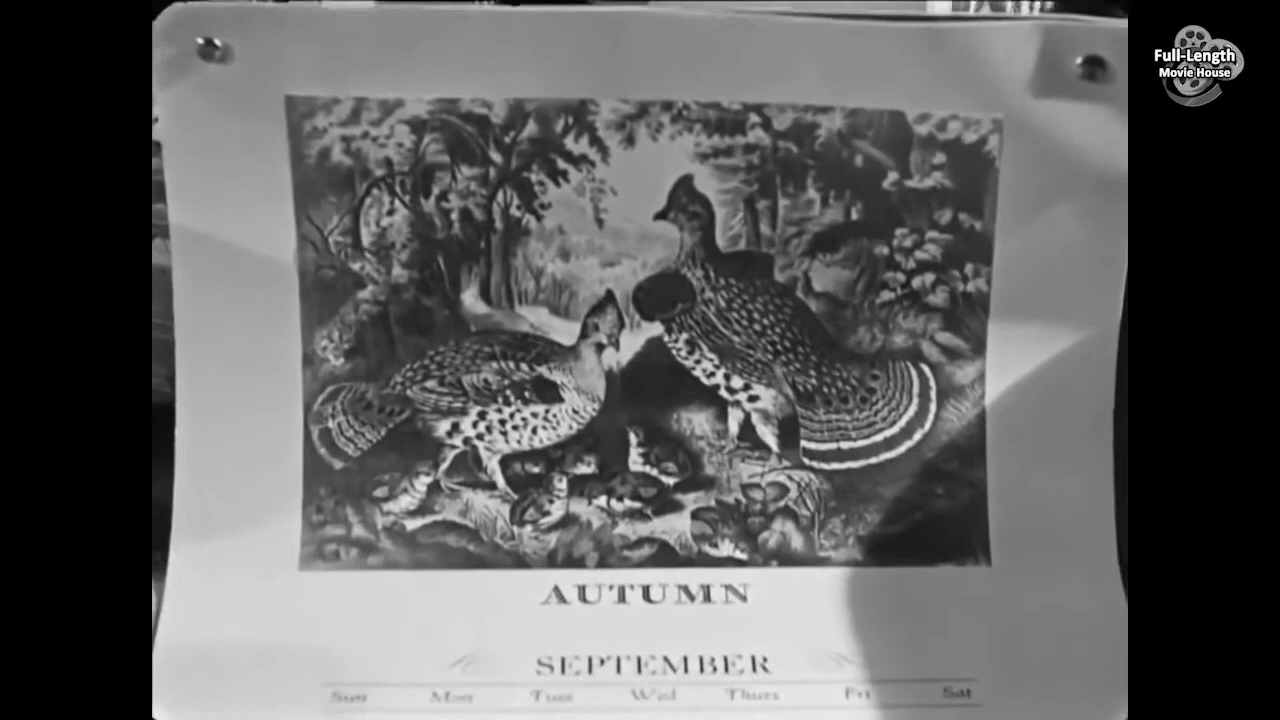 Full-Length
Movie House
AUTUMN
SEPTEMBER
Sun Mon Tues Wed Thurs Fri Sat